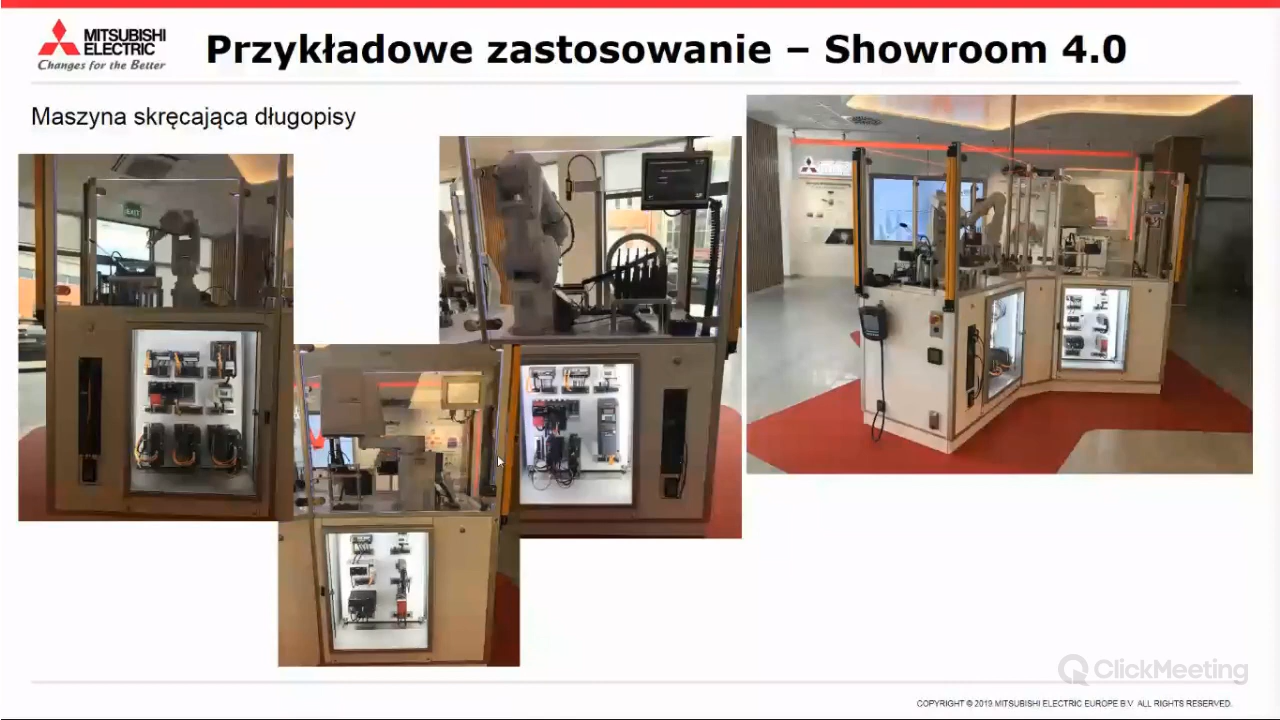 MITSUBISHI
ELECTRIC
Changes for the Better
Przykładowe zastosowanie – Showroom 4.0
Maszyna skręcająca długopisy
EXIT
ClickMeeting
COPYRIGHT © 2019 MITSUBISHI ELECTRIC EUROPE B.V. ALL RIGHTS RESERVED.